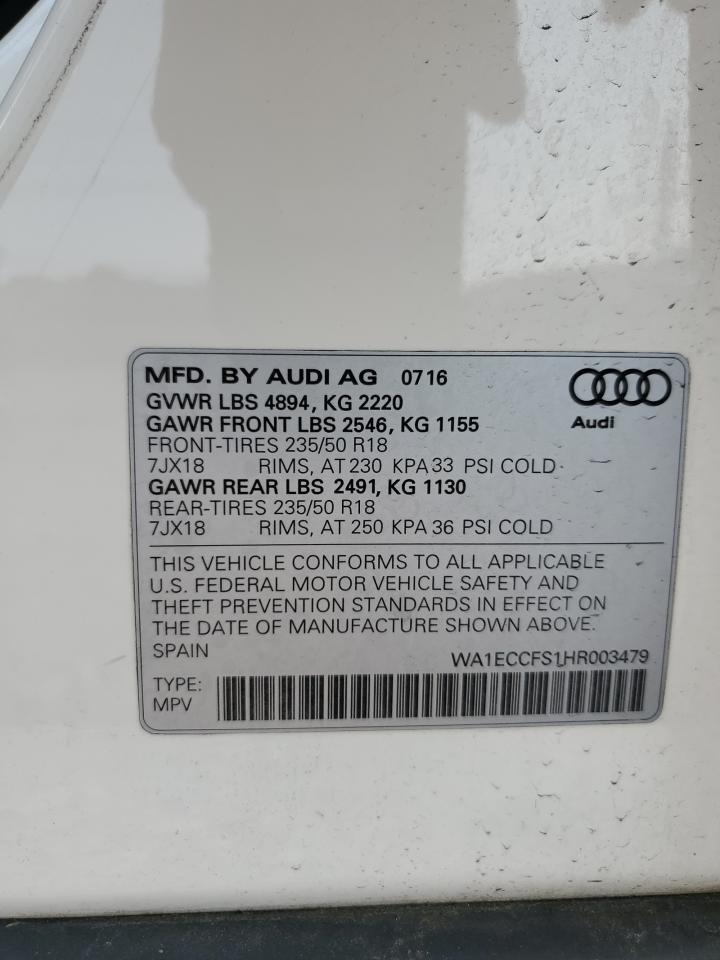 MFD. BY AUDI AG 0716
GVWR LBS 4894, KG 2220
GAWR FRONT LBS 2546, KG 1155
Audi
FRONT-TIRES 235/50 R18
7JX18 RIMS, AT 230 KPA 33 PSI COLD
GAWR REAR LBS 2491, KG 1130
REAR-TIRES 235/50 R18
7JX18 RIMS, AT 250 KPA 36 PSI COLD
THIS VEHICLE CONFORMS TO ALL APPLICABLE
U.S. FEDERAL MOTOR VEHICLE SAFETY AND
THEFT PREVENTION STANDARDS IN EFFECT ON
THE DATE OF MANUFACTURE SHOWN ABOVE.
SPAIN
WA1ECCFS1HR003479
TYPE:
MPV